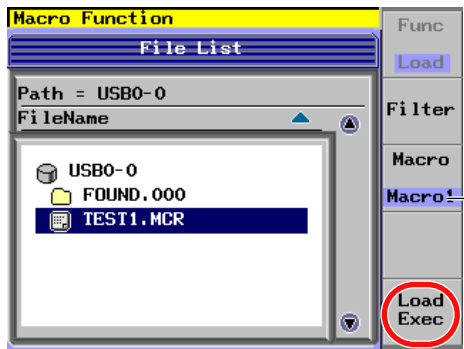 Macro Function
File List
Path = USB0-0
FileName
USB0-0
FOUND.000
TEST1.MCR
Func
Load
Filter
Macro
Macro1
Load
Exec